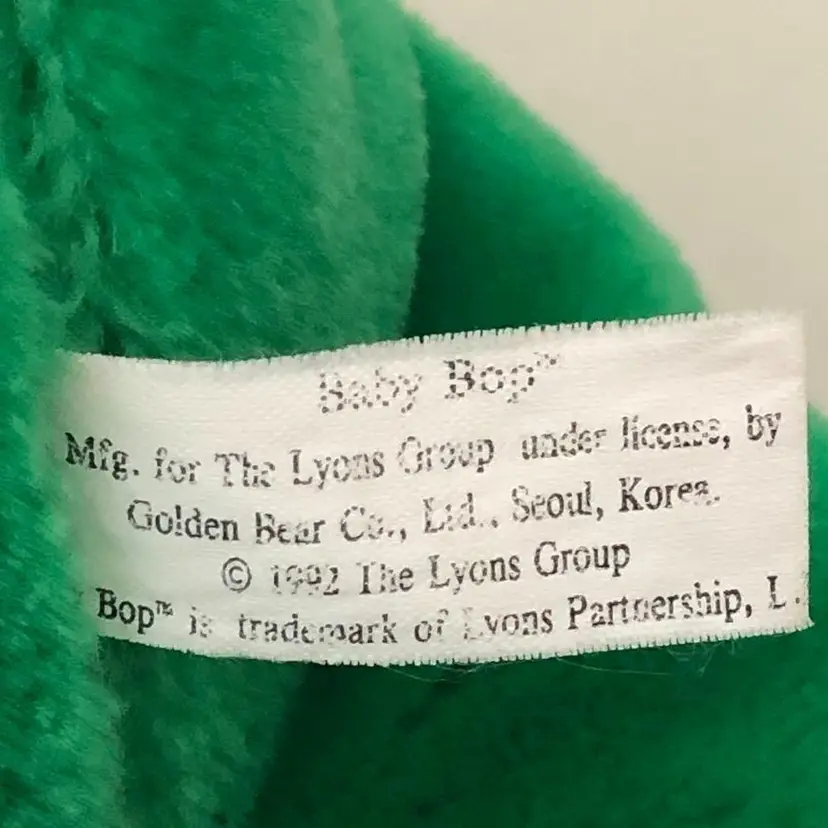 Baby Bop™
Mfg. for The Lyons Group under license, by
Golden Bear Co., Ltd., Seoul, Korea.
© 1992 The Lyons Group
Bop™ is trademark of Lyons Partnership, L.